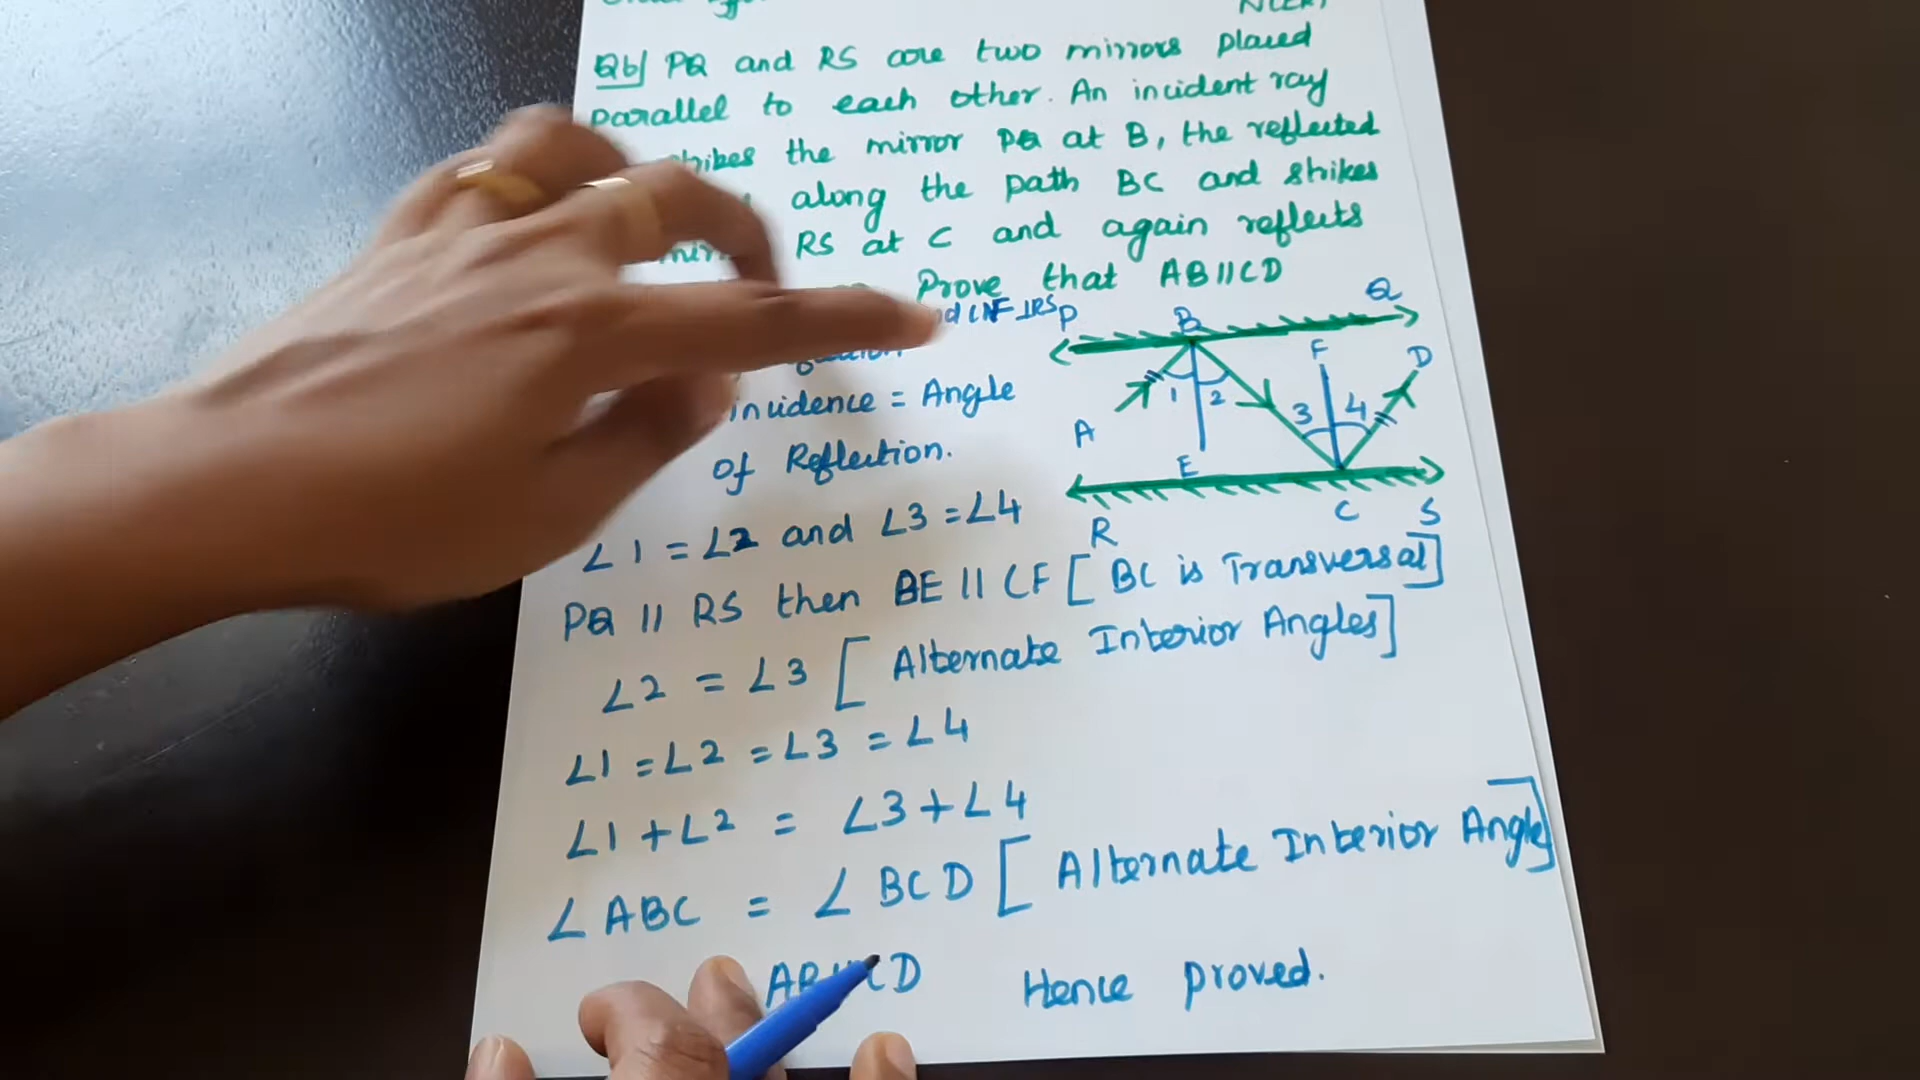 NCERT
Q6/ PQ and RS are two mirrors placed
parallel to each other. An incident ray
the mirror PQ at B, the reflected
along the path BC and strikes
RS at C and again reflects
Prove that AB||CD
⊥RS
incidence = Angle
of Reflection.
∠1 = ∠2 and ∠3 = ∠4
PQ || RS then BE || CF [BC is Transversal]
∠2 = ∠3 [Alternate Interior Angles]
∠1 = ∠2 = ∠3 = ∠4
∠1 + ∠2 = ∠3 + ∠4
∠ABC = ∠BCD [Alternate Interior Angle]
CD Hence proved.
P B Q
F D
1 2 3 4
A
E
R C S